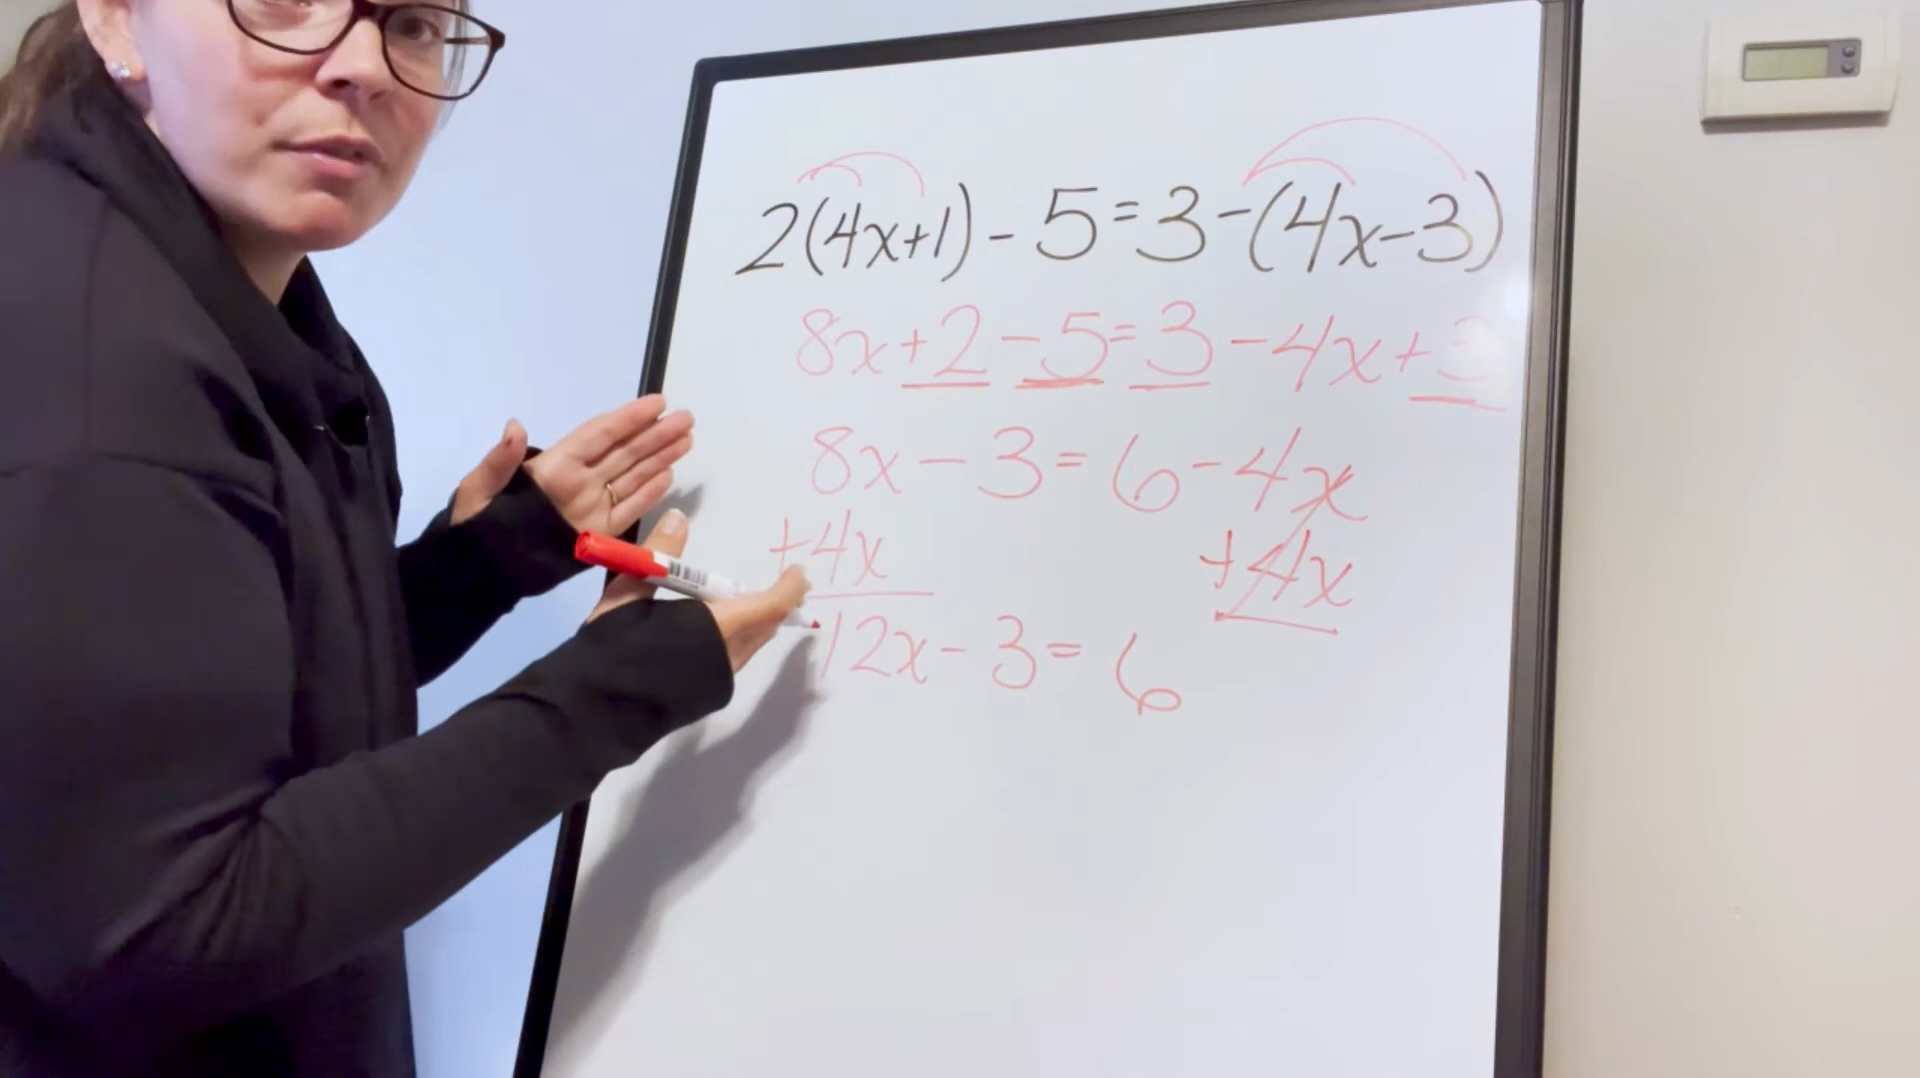 2(4x+1)-5=3-(4x-3)
8x+2-5=3-4x+3
8x-3=6-4x
+4x +4x
12x-3=6